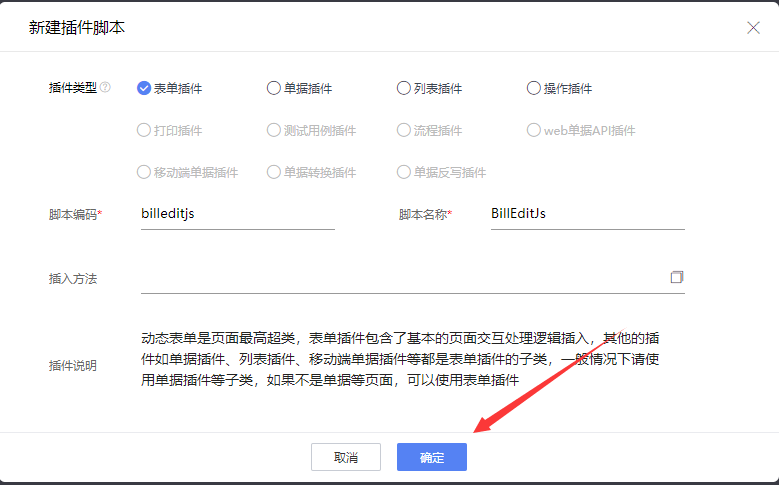 新建插件脚本
插件类型 表单插件 单据插件 列表插件 操作插件
打印插件 测试用例插件 流程插件 web单据API插件
移动端单据插件 单据转换插件 单据反写插件
脚本编码* billeditjs 脚本名称* BillEditJs
插入方法
插件说明
动态表单是页面最高超类，表单插件包含了基本的页面交互处理逻辑插入，其他的插
件如单据插件、列表插件、移动端单据插件等都是表单插件的子类，一般情况下请使
用单据插件等子类，如果不是单据等页面，可以使用表单插件
取消 确定